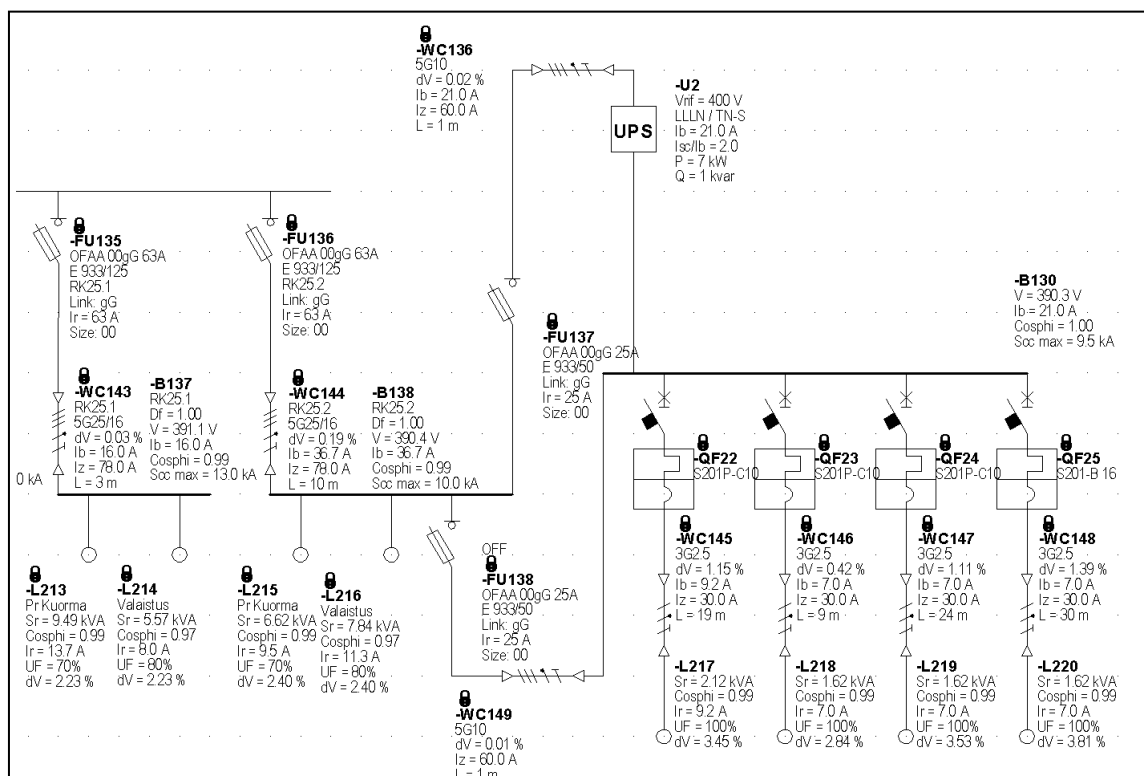 -WC136
5G10
dV = 0.02 %
Ib = 21.0 A
Iz = 60.0 A
L = 1 m
-U2
Vrif = 400 V
LLLN / TN-S
Ib = 21.0 A
Isc/Ib = 2.0
P = 7 kW
Q = 1 kvar
UPS
-FU135
OFAA 00gG 63A
E 933/125
RK25.1
Link: gG
Ir = 63 A
Size: 00
-FU136
OFAA 00gG 63A
E 933/125
RK25.2
Link: gG
Ir = 63 A
Size: 00
-FU137
OFAA 00gG 25A
E 933/50
Link: gG
Ir = 25 A
Size: 00
-B130
V = 390.3 V
Ib = 21.0 A
Cosphi = 1.00
Scc max = 9.5 kA
-WC143
RK25.1
5G25/16
dV = 0.03 %
Ib = 16.0 A
Iz = 78.0 A
L = 3 m
-B137
RK25.1
Df = 1.00
V = 391.1 V
Ib = 16.0 A
Cosphi = 0.99
Scc max = 13.0 kA
-WC144
RK25.2
5G25/16
dV = 0.19 %
Ib = 36.7 A
Iz = 78.0 A
L = 10 m
-B138
RK25.2
Df = 1.00
V = 390.4 V
Ib = 36.7 A
Cosphi = 0.99
Scc max = 10.0 kA
0 kA
-QF22
S201P-C10
-QF23
S201P-C10
-QF24
S201P-C10
-QF25
S201-B 16
-WC145
3G2.5
dV = 1.15 %
Ib = 9.2 A
Iz = 30.0 A
L = 19 m
-WC146
3G2.5
dV = 0.42 %
Ib = 7.0 A
Iz = 30.0 A
L = 9 m
-WC147
3G2.5
dV = 1.11 %
Ib = 7.0 A
Iz = 30.0 A
L = 24 m
-WC148
3G2.5
dV = 1.39 %
Ib = 7.0 A
Iz = 30.0 A
L = 30 m
-L213
Pr Kuorma
Sr = 9.49 kVA
Cosphi = 0.99
Ir = 13.7 A
UF = 70%
dV = 2.23 %
-L214
Valaistus
Sr = 5.57 kVA
Cosphi = 0.97
Ir = 8.0 A
UF = 80%
dV = 2.23 %
-L215
Pr Kuorma
Sr = 6.62 kVA
Cosphi = 0.99
Ir = 9.5 A
UF = 70%
dV = 2.40 %
-L216
Valaistus
Sr = 7.84 kVA
Cosphi = 0.97
Ir = 11.3 A
UF = 80%
dV = 2.40 %
OFF
-FU138
OFAA 00gG 25A
E 933/50
Link: gG
Ir = 25 A
Size: 00
-L217
Sr = 2.12 kVA
Cosphi = 0.99
Ir = 9.2 A
UF = 100%
dV = 3.45 %
-L218
Sr = 1.62 kVA
Cosphi = 0.99
Ir = 7.0 A
UF = 100%
dV = 2.84 %
-L219
Sr = 1.62 kVA
Cosphi = 0.99
Ir = 7.0 A
UF = 100%
dV = 3.53 %
-L220
Sr = 1.62 kVA
Cosphi = 0.99
Ir = 7.0 A
UF = 100%
dV = 3.81 %
-WC149
5G10
dV = 0.01 %
Iz = 60.0 A
L = 1 m